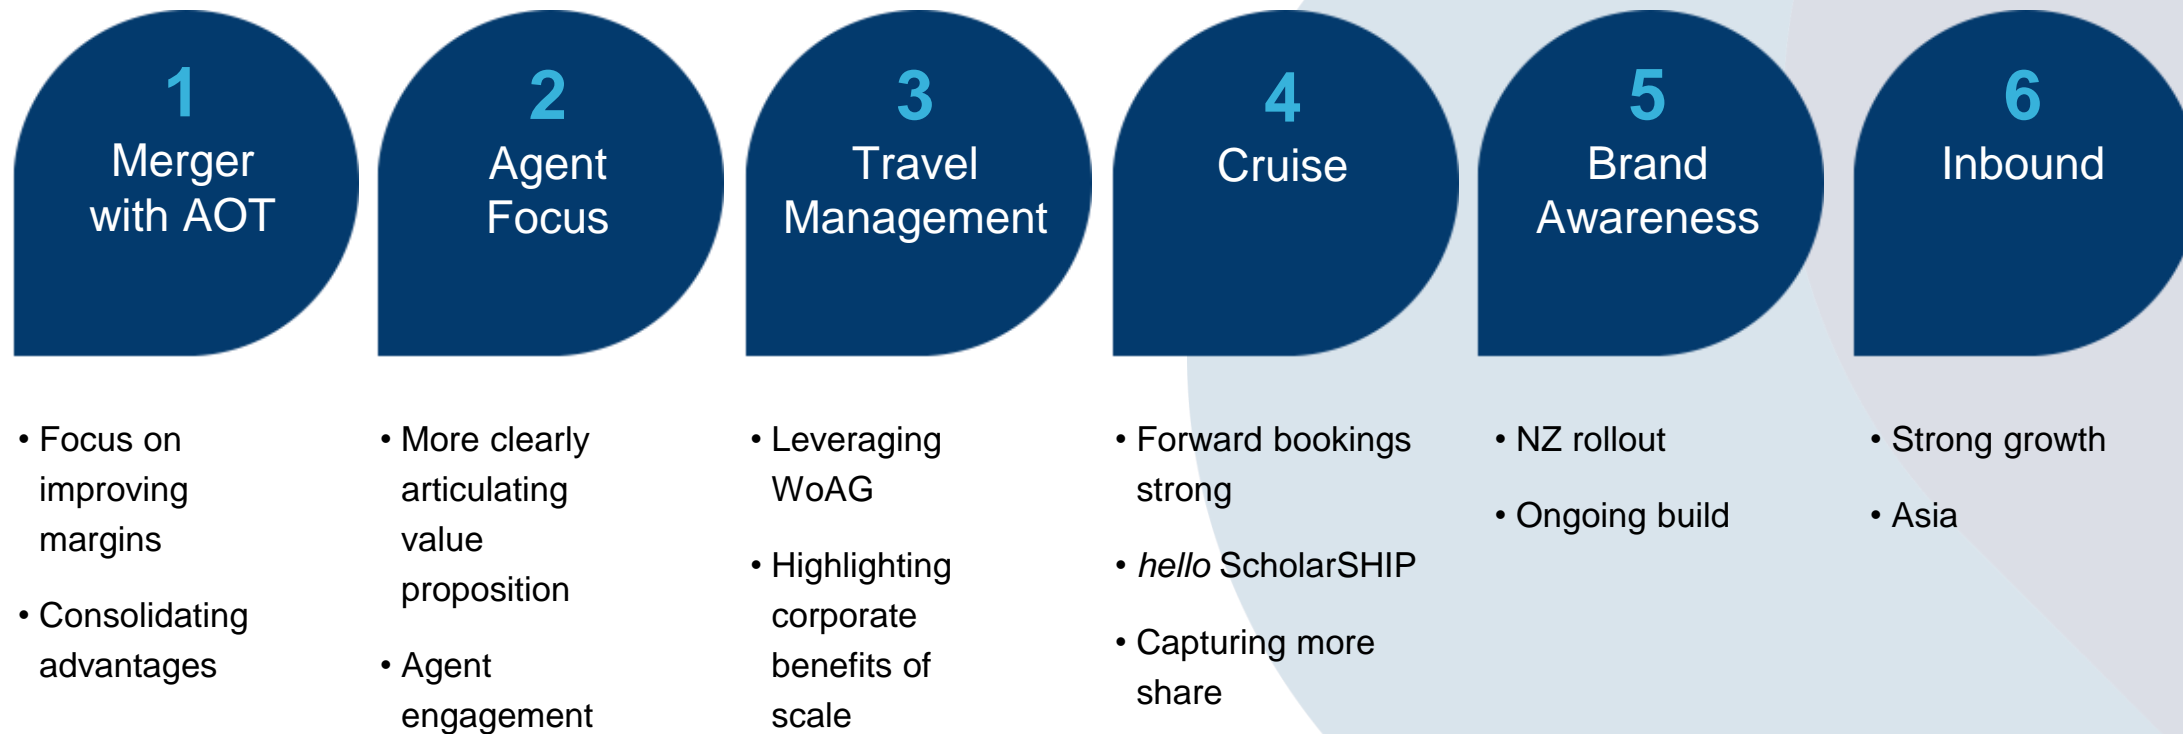 1
Merger
with AOT
• Focus on
improving
margins
• Consolidating
advantages
2
Agent
Focus
• More clearly
articulating
value
proposition
• Agent
engagement
3
Travel
Management
• Leveraging
WoAG
• Highlighting
corporate
benefits of
scale
4
Cruise
• Forward bookings
strong
• hello ScholarSHIP
• Capturing more
share
5
Brand
Awareness
• NZ rollout
• Ongoing build
6
Inbound
• Strong growth
• Asia